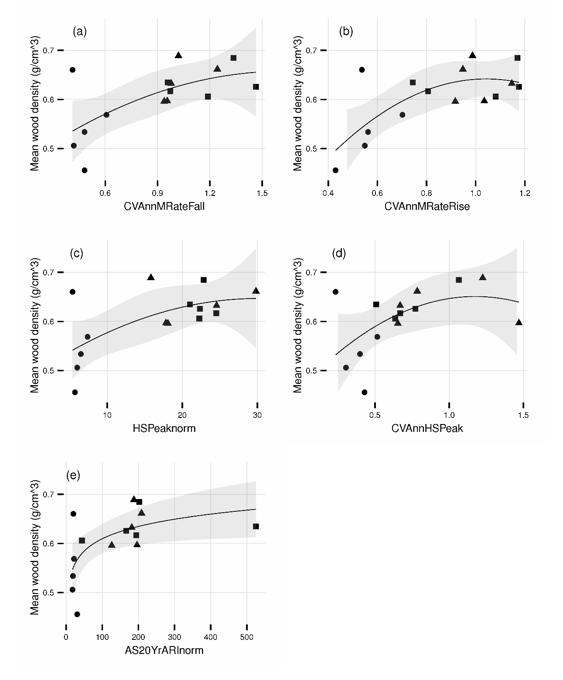 (a)
Mean wood density (g/cm^3)
0.7
0.6
0.5
0.6 0.9 1.2 1.5
CVAnnMRateFall
(b)
Mean wood density (g/cm^3)
0.7
0.6
0.5
0.4 0.6 0.8 1.0 1.2
CVAnnMRateRise
(c)
Mean wood density (g/cm^3)
0.7
0.6
0.5
10 20 30
HSPeaknorm
(d)
Mean wood density (g/cm^3)
0.7
0.6
0.5
0.5 1.0 1.5
CVAnnHSPeak
(e)
Mean wood density (g/cm^3)
0.7
0.6
0.5
0 100 200 300 400 500
AS20YrARInorm